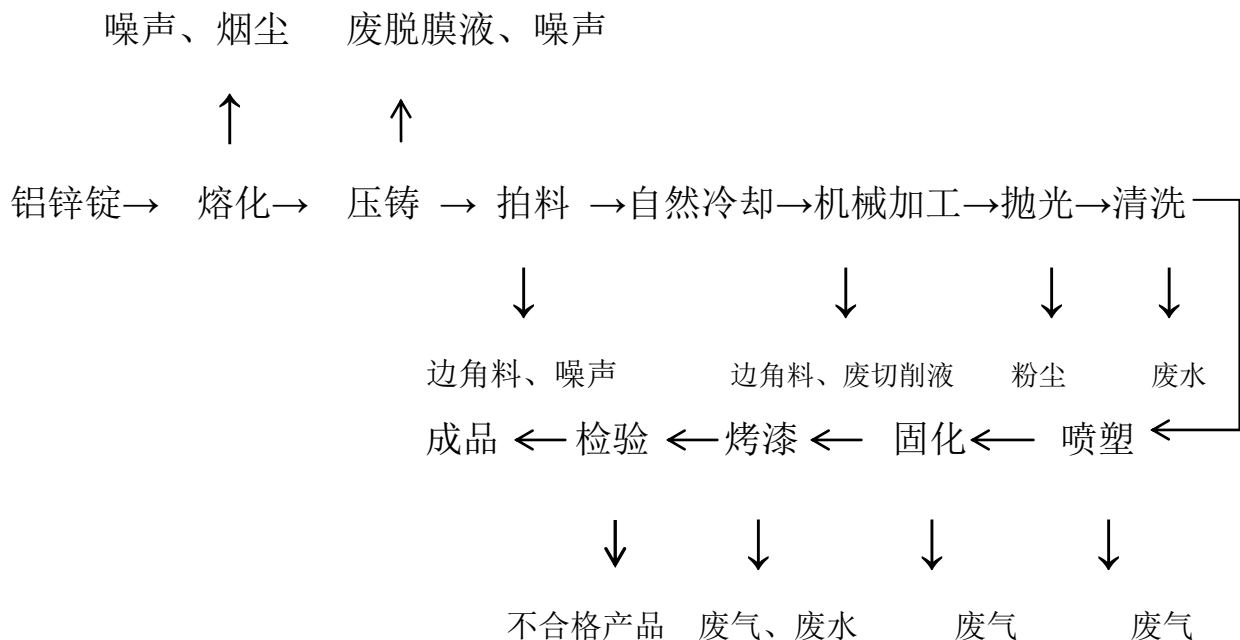 噪声、烟尘 废脱膜液、噪声
铝锌锭→ 熔化→ 压铸 → 拍料 →自然冷却→机械加工→抛光→清洗
边角料、噪声 边角料、废切削液 粉尘 废水
成品 ← 检验 ← 烤漆 ← 固化 ← 喷塑
不合格产品 废气、废水 废气 废气